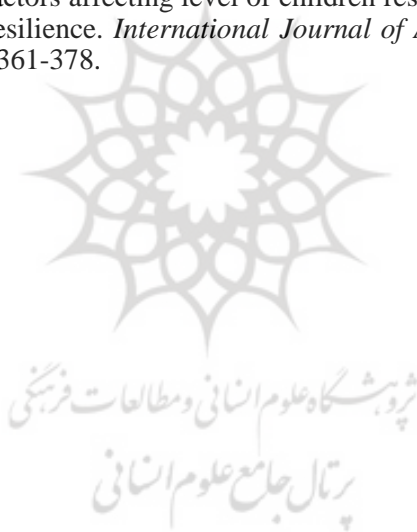 actors affecting level of children res
esilience. International Journal of A
361-378.
پژوهشگاه علوم انسانی و مطالعات فرهنگی
پرتال جامع علوم انسانی